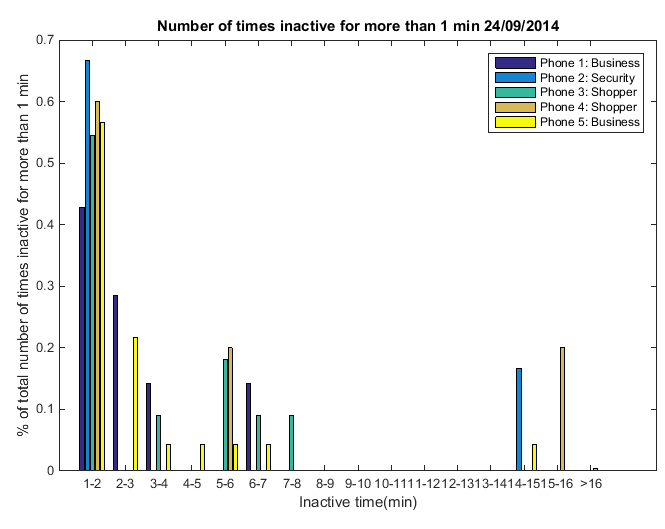 Number of times inactive for more than 1 min 24/09/2014
% of total number of times inactive for more than 1 min
0.7
0.6
0.5
0.4
0.3
0.2
0.1
0
Phone 1: Business
Phone 2: Security
Phone 3: Shopper
Phone 4: Shopper
Phone 5: Business
1-2 2-3 3-4 4-5 5-6 6-7 7-8 8-9 9-10 10-11 11-12 12-13 13-14 14-15 15-16 >16
Inactive time(min)